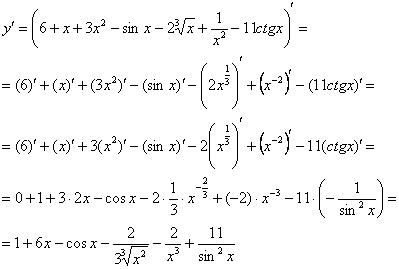 y′ = (6 + x + 3x² − sin x − 2∛x + 1/x² − 11ctgx)′ =
= (6)′ + (x)′ + (3x²)′ − (sin x)′ − (2x^(1/3))′ + (x⁻²)′ − (11ctgx)′ =
= (6)′ + (x)′ + 3(x²)′ − (sin x)′ − 2(x^(1/3))′ + (x⁻²)′ − 11(ctgx)′ =
= 0 + 1 + 3 · 2x − cos x − 2 · 1/3 · x^(−2/3) + (−2) · x⁻³ − 11 · (− 1/sin² x) =
= 1 + 6x − cos x − 2/(3∛x²) − 2/x³ + 11/sin² x